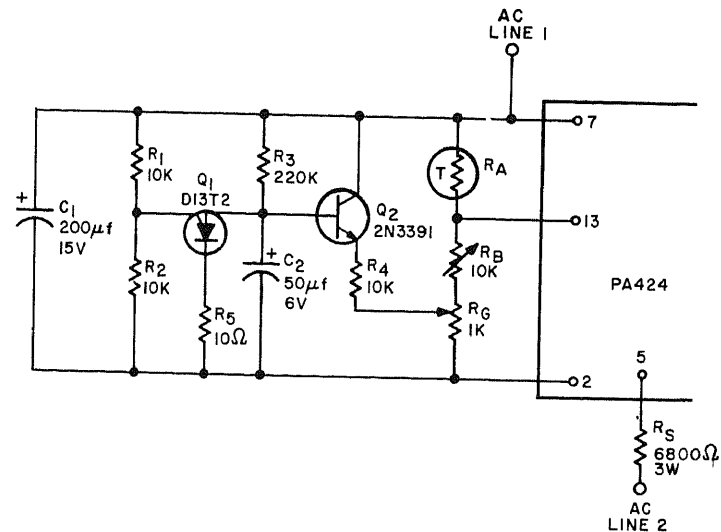 AC
LINE 1
7
R1
10K
Q1
D13T2
R3
220K
T
RA
+
C1
200μf
15V
Q2
2N3391
13
R2
10K
+
C2
50μf
6V
R4
10K
RB
10K
PA424
R5
10Ω
RG
1K
2
5
RS
6800Ω
3W
AC
LINE 2